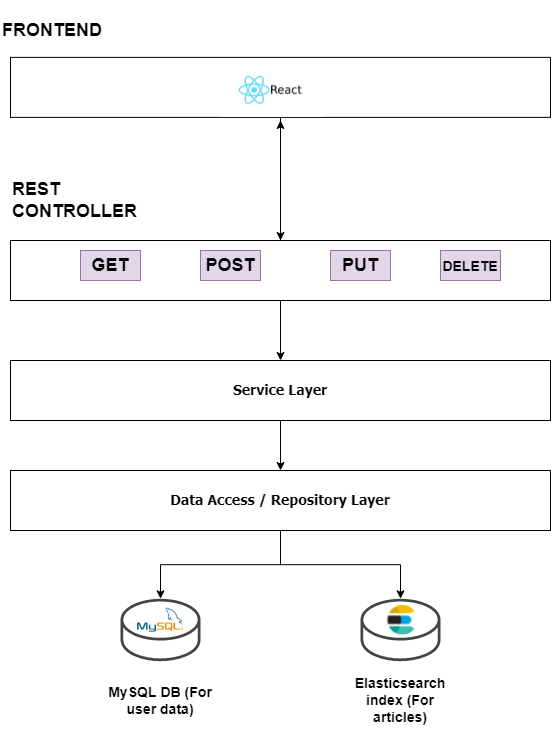 FRONTEND
React
REST
CONTROLLER
GET POST PUT DELETE
Service Layer
Data Access / Repository Layer
MySQL
MySQL DB (For
user data)
Elasticsearch
index (For
articles)